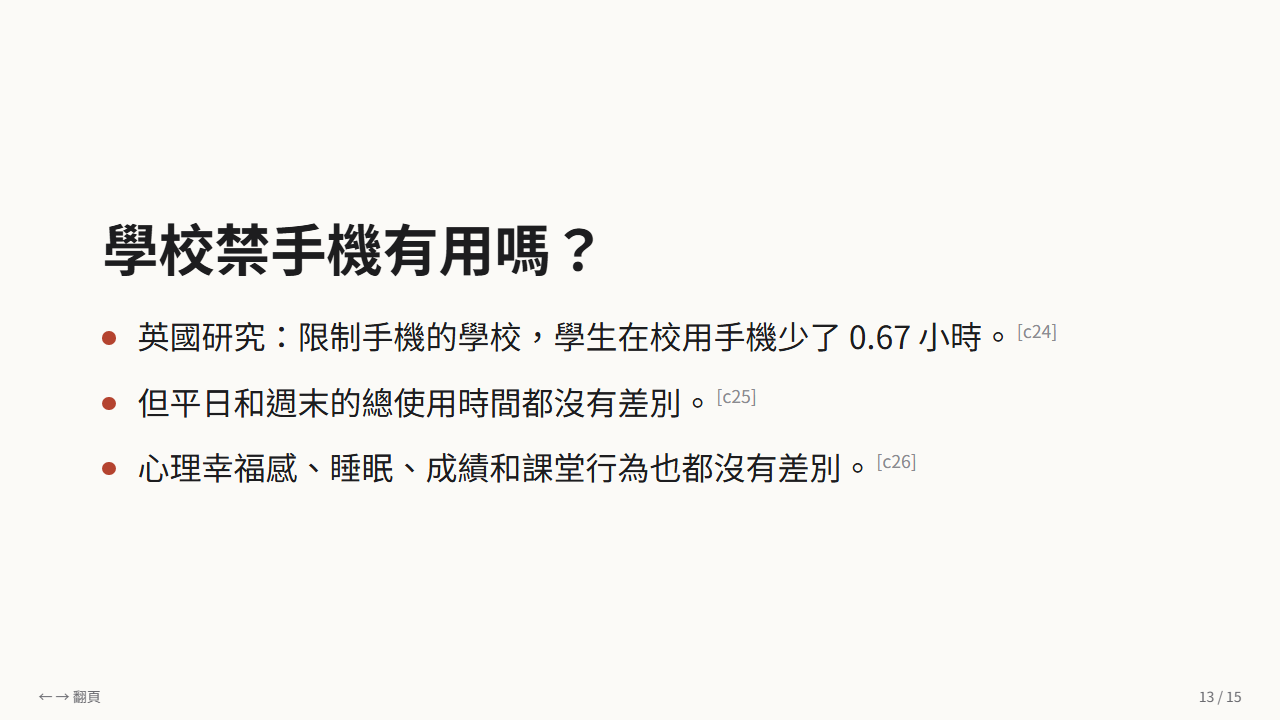 學校禁手機有用嗎？
英國研究：限制手機的學校，學生在校用手機少了 0.67 小時。[c24]
但平日和週末的總使用時間都沒有差別。[c25]
心理幸福感、睡眠、成績和課堂行為也都沒有差別。[c26]
←→ 翻頁
13 / 15